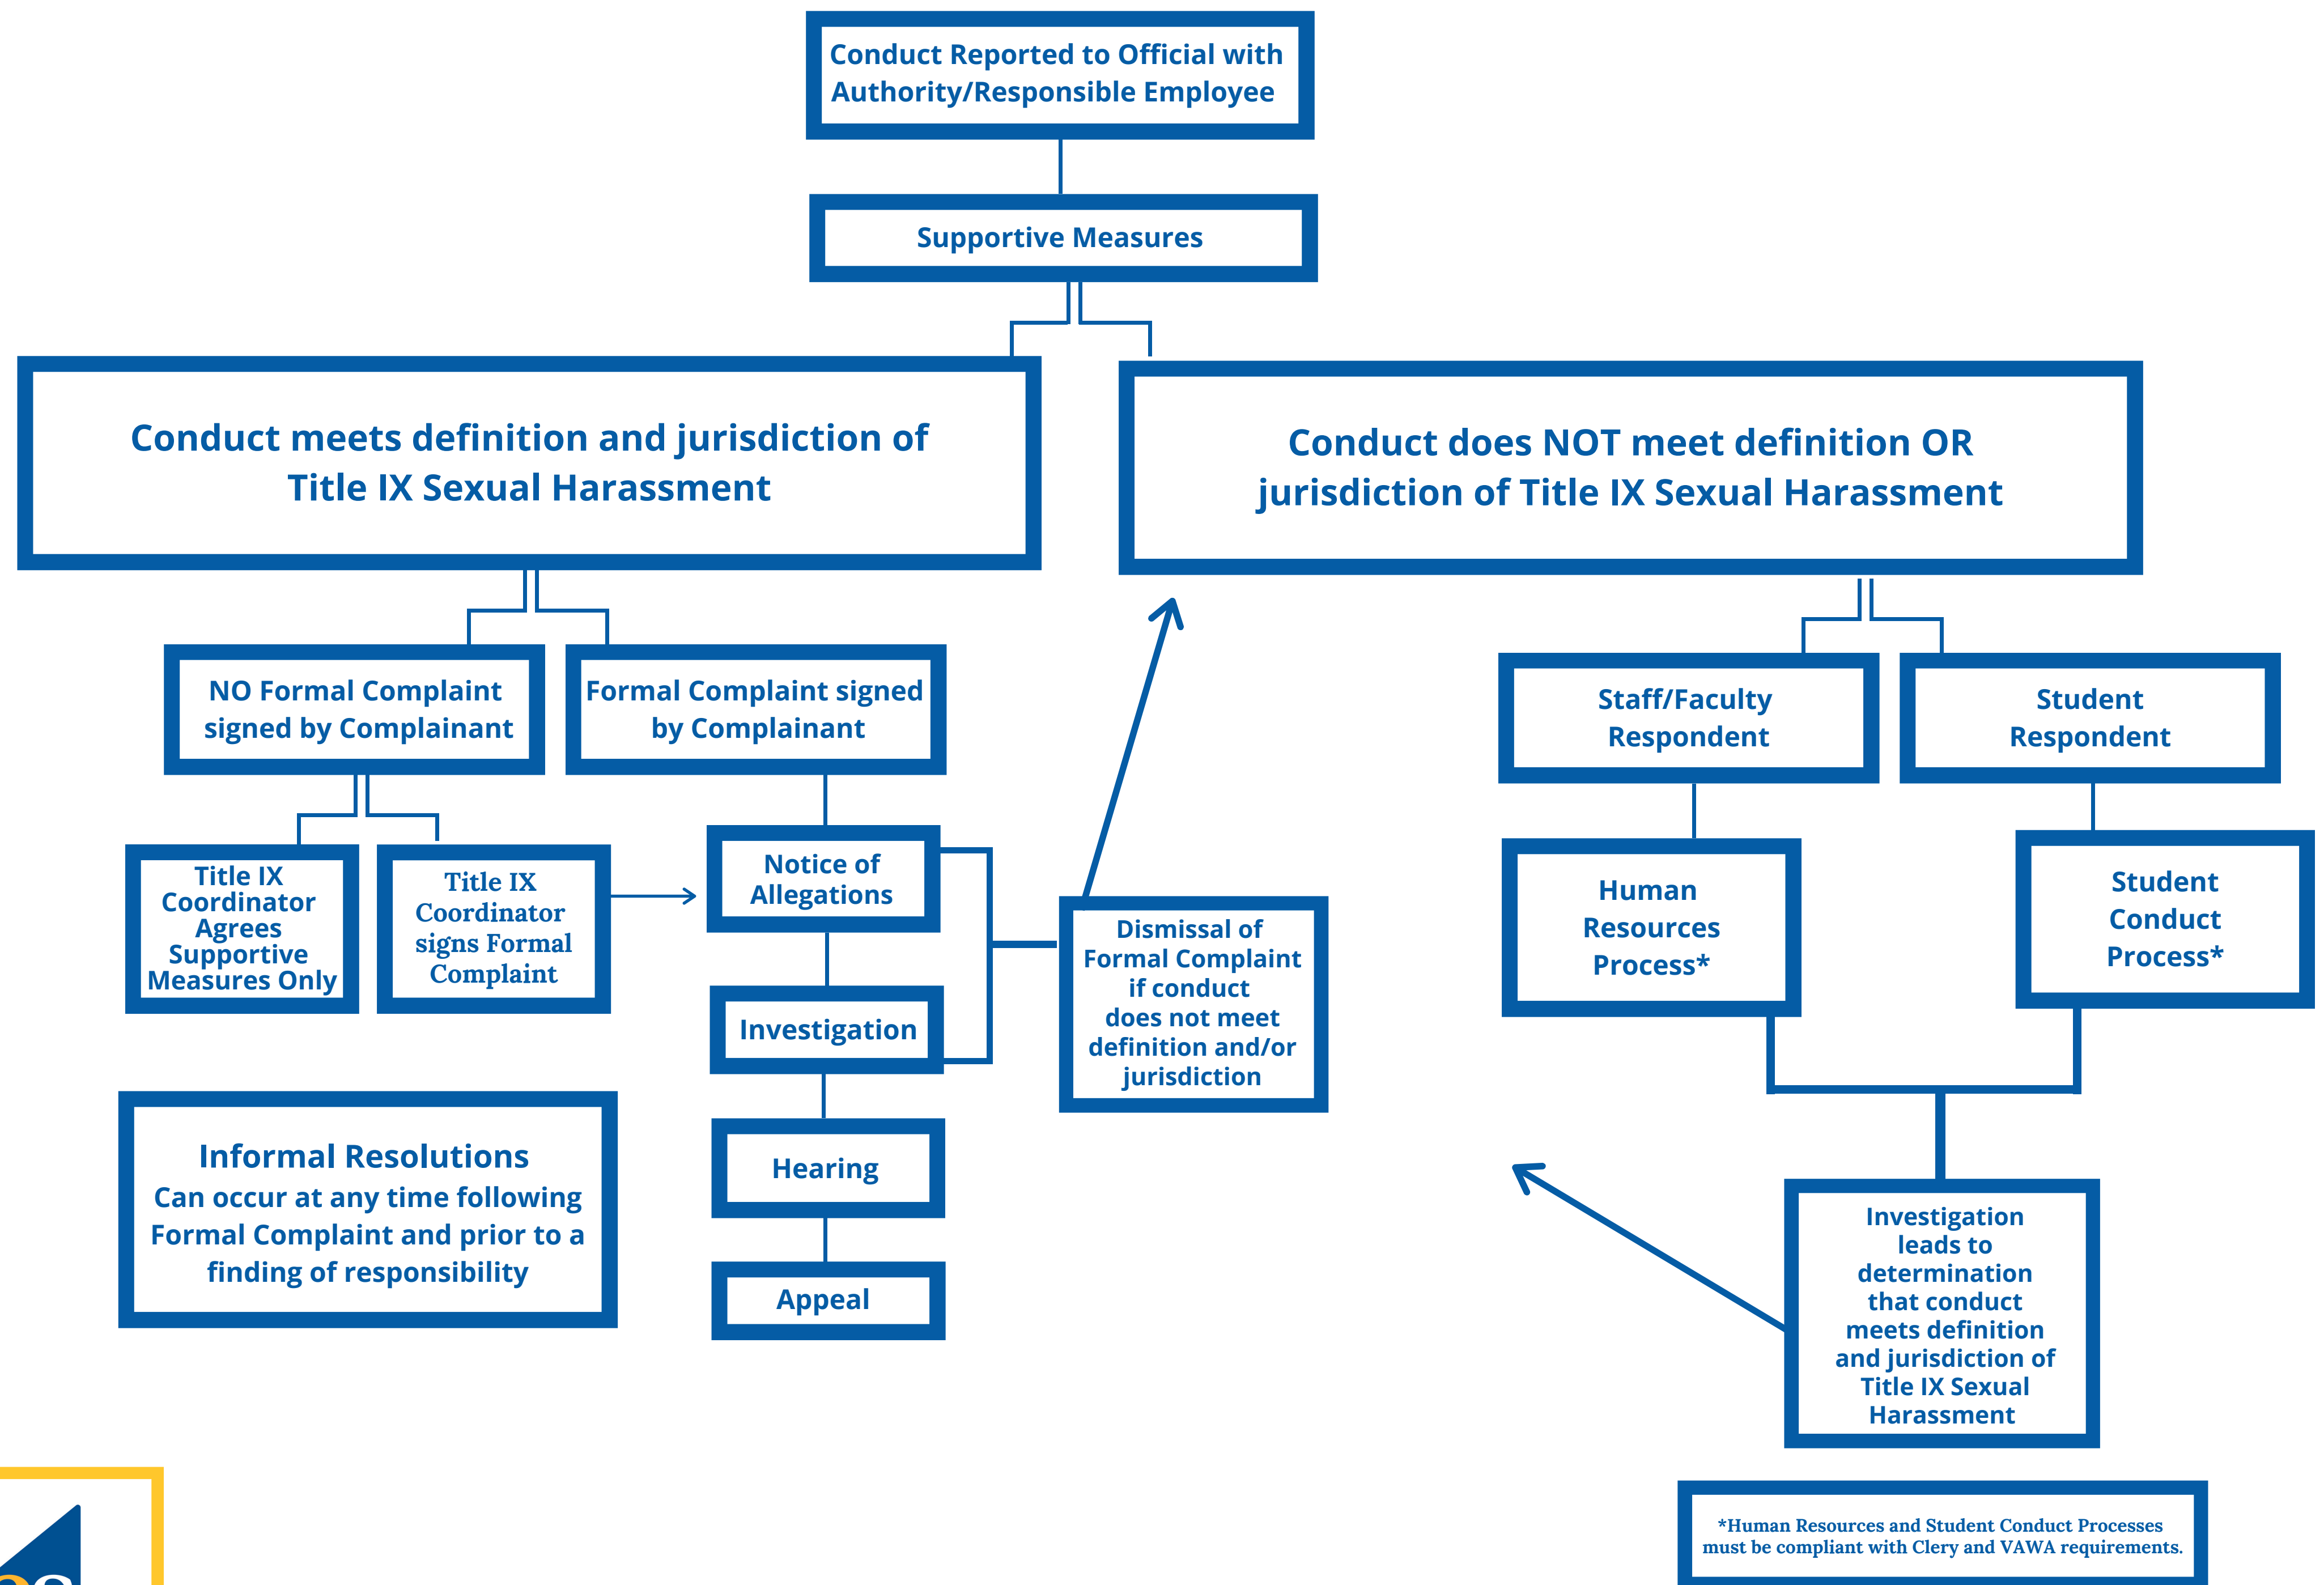 Conduct Reported to Official with
Authority/Responsible Employee
Supportive Measures
Conduct meets definition and jurisdiction of
Title IX Sexual Harassment
Conduct does NOT meet definition OR
jurisdiction of Title IX Sexual Harassment
NO Formal Complaint
signed by Complainant
Formal Complaint signed
by Complainant
Staff/Faculty
Respondent
Student
Respondent
Title IX
Coordinator
Agrees
Supportive
Measures Only
Title IX
Coordinator
signs Formal
Complaint
Notice of
Allegations
Investigation
Hearing
Appeal
Dismissal of
Formal Complaint
if conduct
does not meet
definition and/or
jurisdiction
Human
Resources
Process*
Student
Conduct
Process*
Informal Resolutions
Can occur at any time following
Formal Complaint and prior to a
finding of responsibility
Investigation
leads to
determination
that conduct
meets definition
and jurisdiction of
Title IX Sexual
Harassment
*Human Resources and Student Conduct Processes
must be compliant with Clery and VAWA requirements.